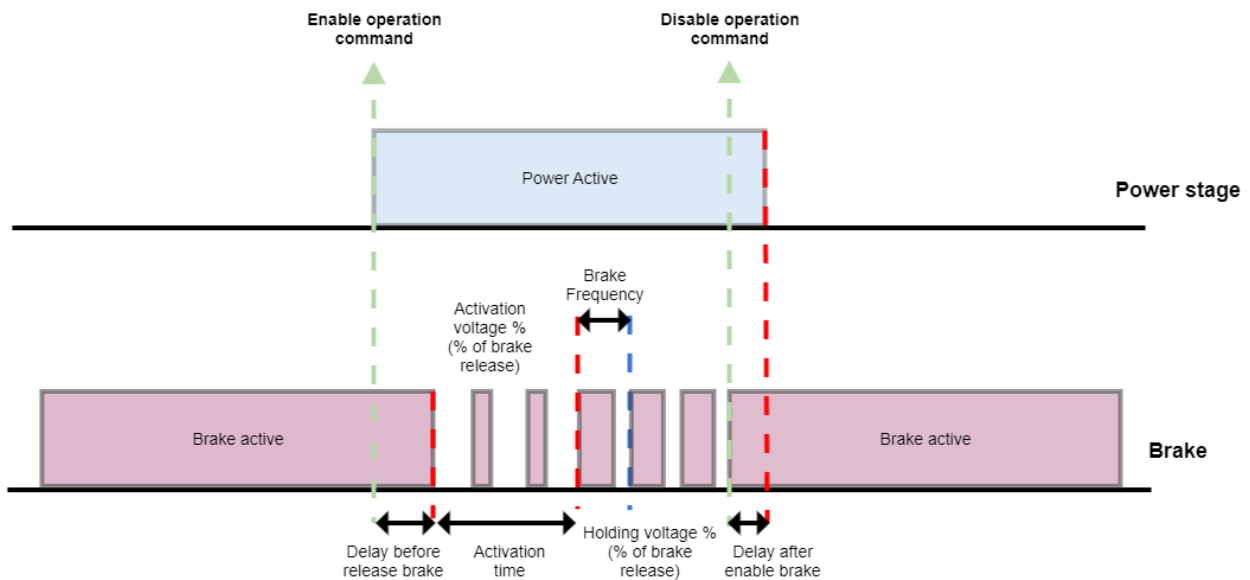 Enable operation
command
Disable operation
command
Power Active
Power stage
Brake
Frequency
Activation
voltage %
(% of brake
release)
Brake active
Brake active
Brake
Delay before
release brake
Activation
time
Holding voltage %
(% of brake
release)
Delay after
enable brake